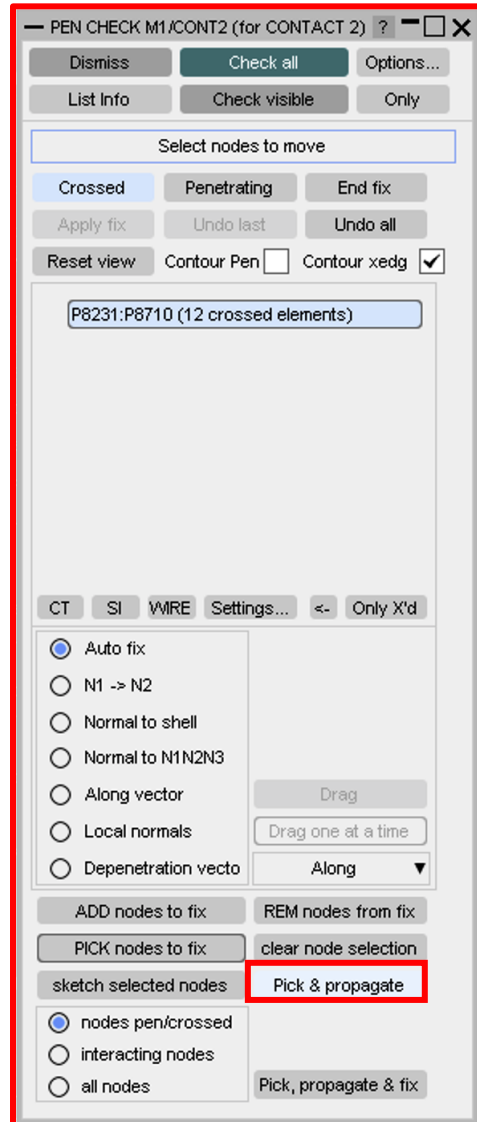 PEN CHECK M1/CONT2 (for CONTACT 2) ?
Dismiss Check all Options...
List Info Check visible Only
Select nodes to move
Crossed Penetrating End fix
Apply fix Undo last Undo all
Reset view Contour Pen Contour xedg
P8231:P8710 (12 crossed elements)
CT SI WIRE Settings... <- Only X'd
Auto fix
N1 -> N2
Normal to shell
Normal to N1N2N3
Along vector Drag
Local normals Drag one at a time
Depenetration vecto Along
ADD nodes to fix REM nodes from fix
PICK nodes to fix clear node selection
sketch selected nodes Pick & propagate
nodes pen/crossed
interacting nodes
all nodes Pick, propagate & fix